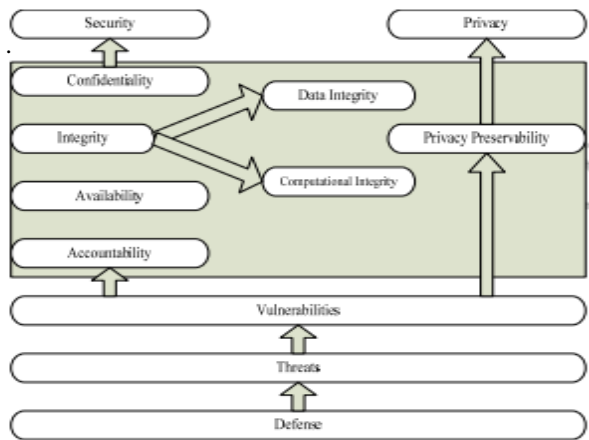 Security
Privacy
Confidentiality
Data Integrity
Integrity
Privacy Preservability
Computational Integrity
Availability
Accountability
Vulnerabilities
Threats
Defense